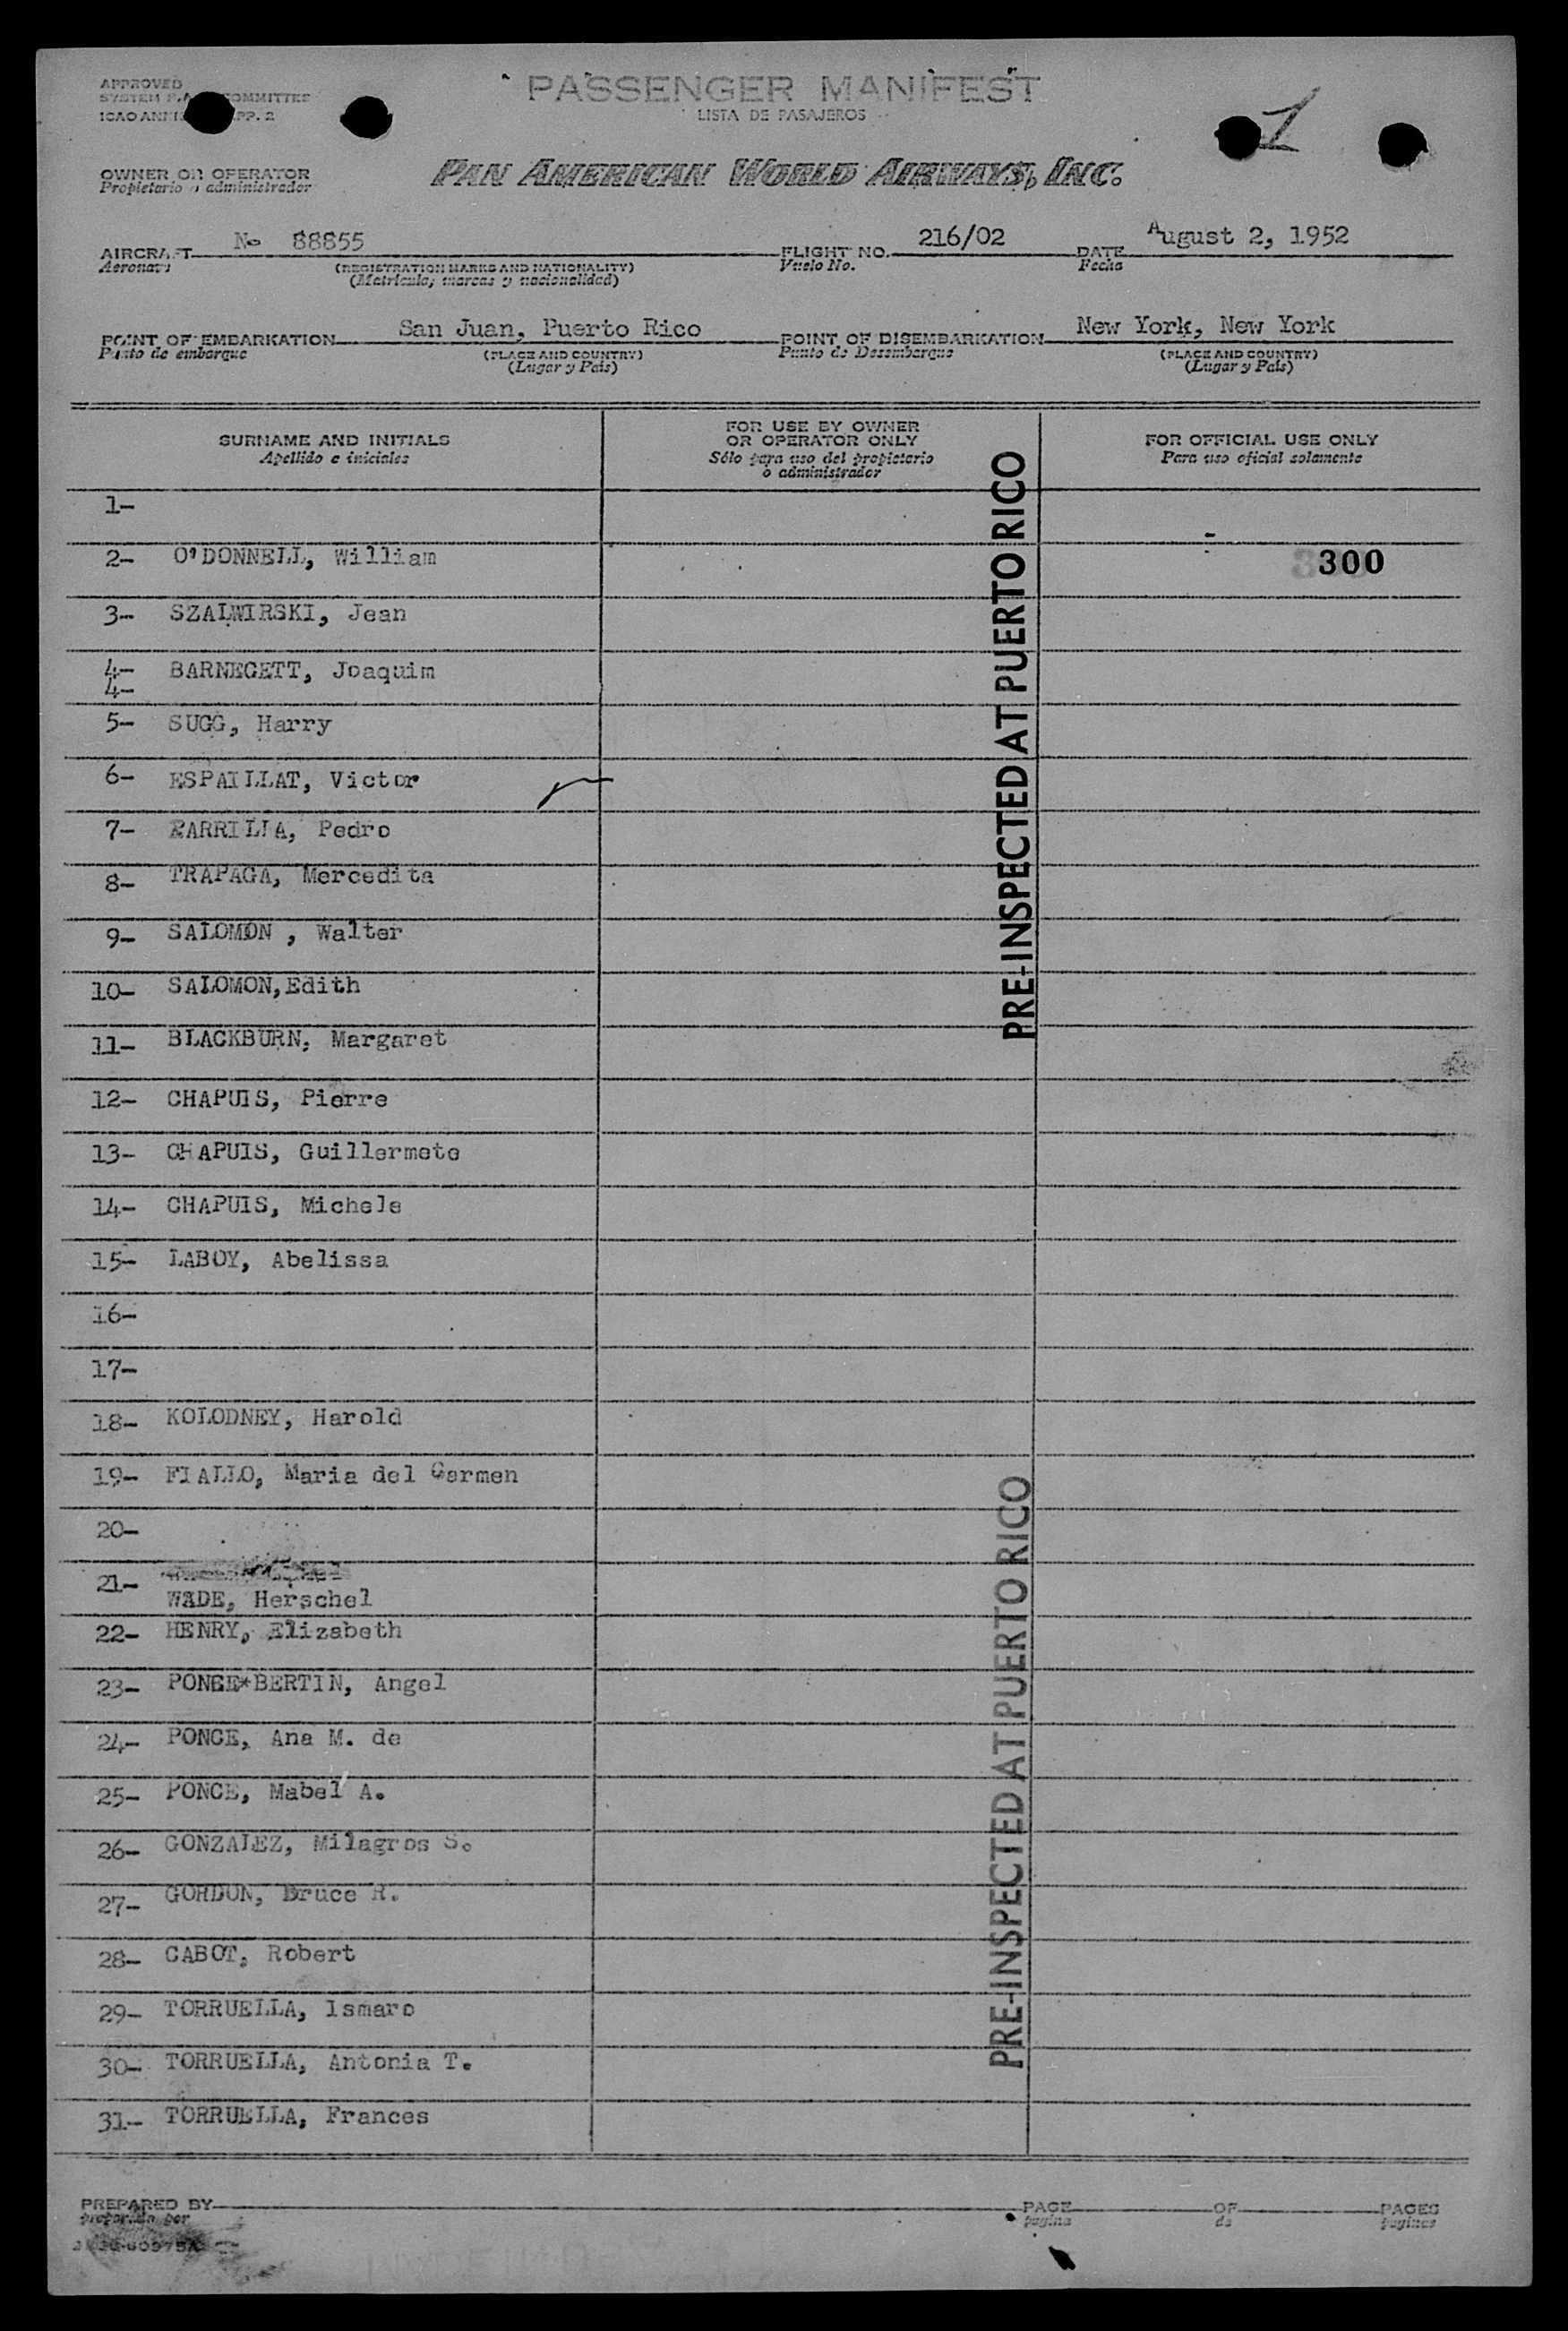 APPROVED
PASSENGER MANIFEST
LISTA DE PASAJEROS
1
OWNER OR OPERATOR
Propietario o administrador
PAN AMERICAN WORLD AIRWAYS, INC.
AIRCRAFT No 88855 FLIGHT NO. 216/02 DATE August 2, 1952
Aeronave (REGISTRATION MARKS AND NATIONALITY) Vuelo No. Fecha
(Matrícula, marcas y nacionalidad)
POINT OF EMBARKATION San Juan, Puerto Rico POINT OF DISEMBARKATION New York, New York
Punto de embarque (PLACE AND COUNTRY) Punto de Desembarque (PLACE AND COUNTRY)
(Lugar y País) (Lugar y País)
SURNAME AND INITIALS
Apellido e iniciales
FOR USE BY OWNER
OR OPERATOR ONLY
Sólo para uso del propietario
o administrador
FOR OFFICIAL USE ONLY
Para uso oficial solamente
1-
2- O'DONNELL, William 300
3- SZALWIRSKI, Jean
4- BARNEGETT, Joaquim
4-
5- SUGG, Harry
6- ESPAILLAT, Victor
7- Pedro
8- TRAPAGA, Mercedita
9- SALOMON , Walter
10- SALOMON,Edith
11- BLACKBURN, Margaret
12- CHAPUIS, Pierre
13- CHAPUIS, Guillermete
14- CHAPUIS, Michele
15- LABOY, Abelissa
16-
17-
18- KOLODNEY, Harold
19- FIALLO, Maria del Carmen
20-
21-
WADE, Herschel
22- HENRY, Elizabeth
23- PONCE*BERTIN, Angel
24- PONCE, Ana M. de
25- PONCE, Mabel A.
26- GONZALEZ, Milagros S.
27- GORDON, Bruce R.
28- CABOT, Robert
29- TORRUELLA, Ismaro
30- TORRUELLA, Antonia T.
31- TORRUELLA, Frances
PRE-INSPECTED AT PUERTO RICO
PRE-INSPECTED AT PUERTO RICO
PREPARED BY PAGE OF PAGES
preparado por pagina de paginas